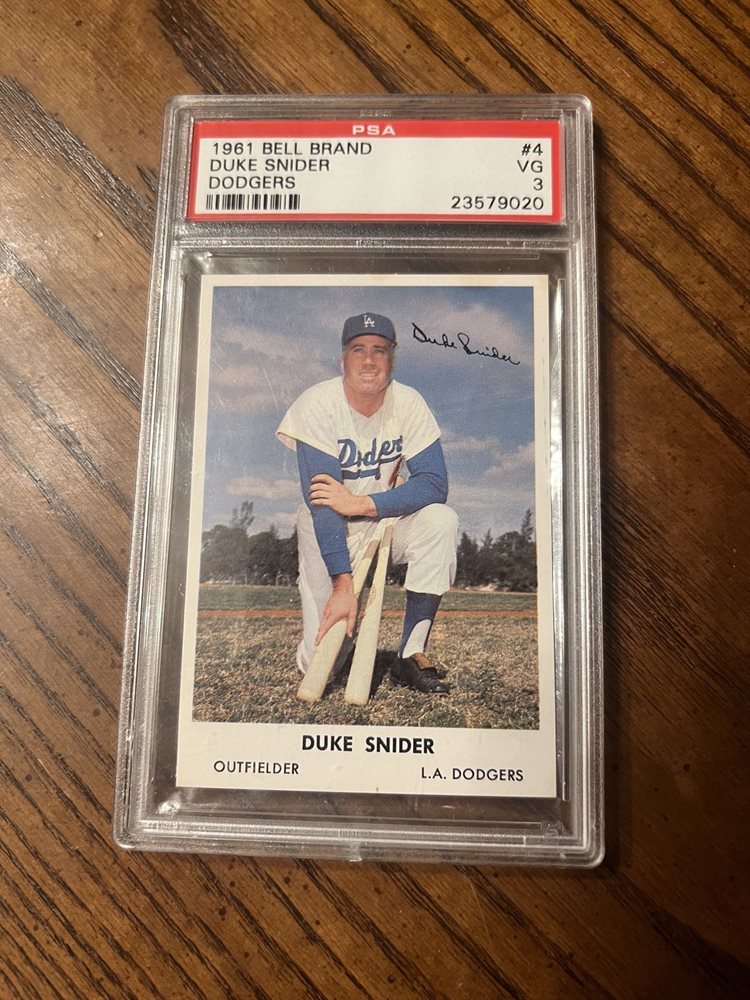 PSA
1961 BELL BRAND #4
DUKE SNIDER VG
DODGERS 3
23579020
LA
Duke Snider
Dodgers
DUKE SNIDER
OUTFIELDER L.A. DODGERS